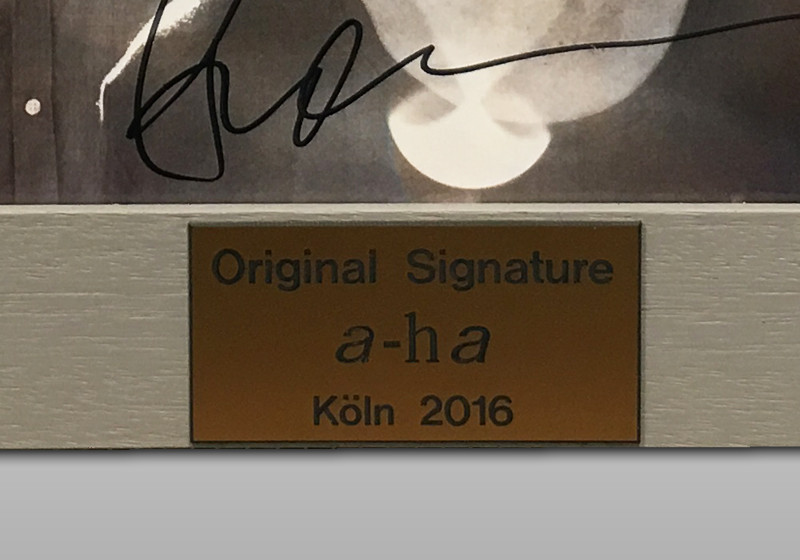 Original Signature
a-ha
Köln 2016